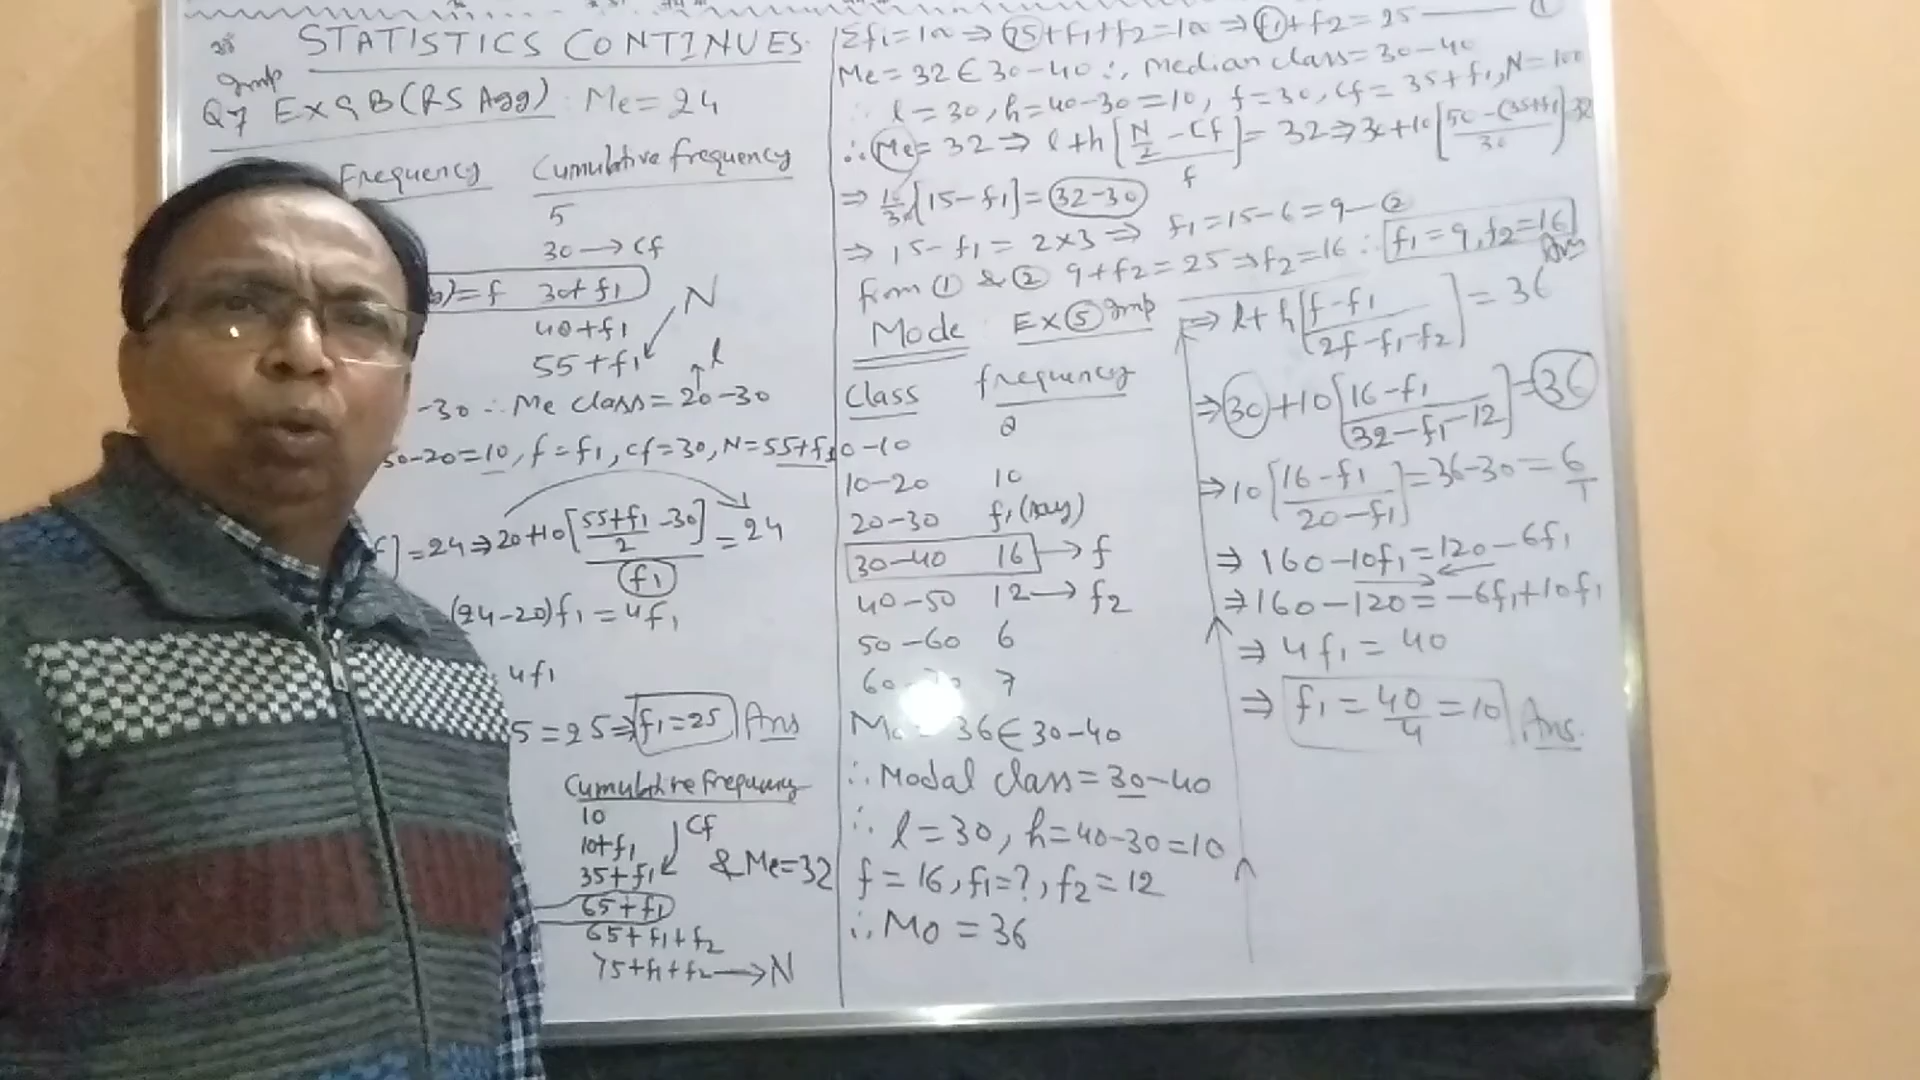 STATISTICS CONTINUES
Imp
Q7 Ex 9B (RS Agg) : Me = 24
Frequency Cumulative frequency
5
30 → Cf
= f 30 + f1
40 + f1 N
55 + f1
-30 ∴ Me class = 20-30 l
30-20 = 10, f = f1, Cf = 30, N = 55 + f1
] = 24 ⇒ 20 + 10 [55 + f1 / 2 - 30] / f1 = 24
(24-20) f1 = 4f1
4f1
5 = 25 ⇒ f1 = 25 Ans
Cumulative frequency
10
10 + f1 Cf
35 + f1 & Me = 32
65 + f1
65 + f1 + f2
75 + f1 + f2 → N
Σfi = 100 ⇒ 75 + f1 + f2 = 100 ⇒ f1 + f2 = 25 — ①
Me = 32 ∈ 30-40 ∴ Median class = 30-40
∴ l = 30, h = 40-30 = 10, f = 30, Cf = 35 + f1, N = 100
∴ Me = 32 ⇒ l + h [N/2 - Cf / f] = 32 ⇒ 30 + 10 [50 - (35 + f1) / 30] = 32
⇒ 10/30 [15 - f1] = 32-30
⇒ 15 - f1 = 2×3 ⇒ f1 = 15-6 = 9 — ②
from ① & ② 9 + f2 = 25 ⇒ f2 = 16 ∴ f1 = 9, f2 = 16 Ans
Mode : Ex ⑤ Imp
Class frequency
0-10 2
10-20 10
20-30 f1 (say)
30-40 16 → f
40-50 12 → f2
50-60 6
7
36 ∈ 30-40
∴ Modal class = 30-40
∴ l = 30, h = 40-30 = 10
f = 16, f1 = ?, f2 = 12
∴ Mo = 36
⇒ l + h [f - f1 / 2f - f1 - f2] = 36
⇒ 30 + 10 [16 - f1 / 32 - f1 - 12] = 36
⇒ 10 [16 - f1 / 20 - f1] = 36-30 = 6/1
⇒ 160 - 10f1 = 120 - 6f1
⇒ 160 - 120 = -6f1 + 10f1
⇒ 4f1 = 40
⇒ f1 = 40/4 = 10 Ans.